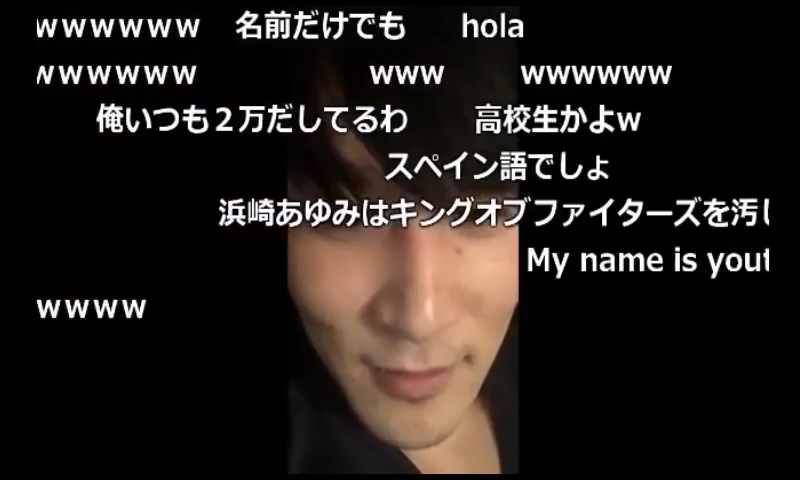 wwwwww 名前だけでも hola
wwwwww www wwwwww
俺いつも２万だしてるわ 高校生かよw
スペイン語でしょ
浜崎あゆみはキングオブファイターズを汚し
My name is yout
wwww